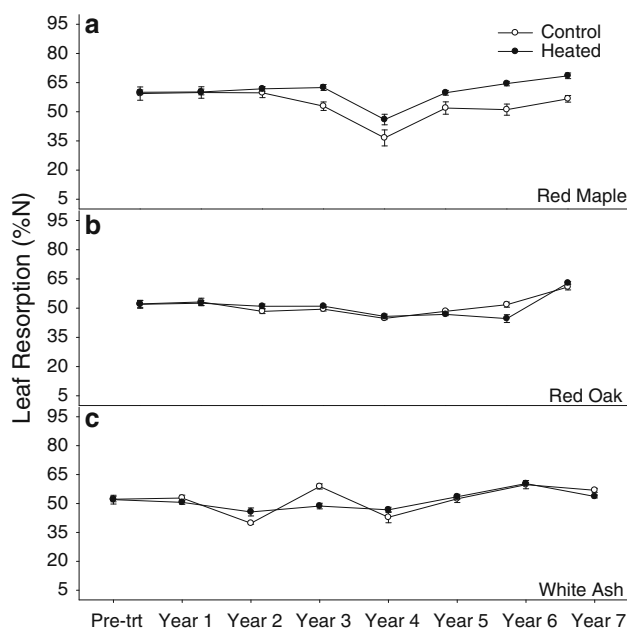 a
95
80
65
50
35
20
5
Control
Heated
Red Maple
b
95
80
65
50
35
20
5
Red Oak
c
95
80
65
50
35
20
5
White Ash
Leaf Resorption (%N)
Pre-trt Year 1 Year 2 Year 3 Year 4 Year 5 Year 6 Year 7